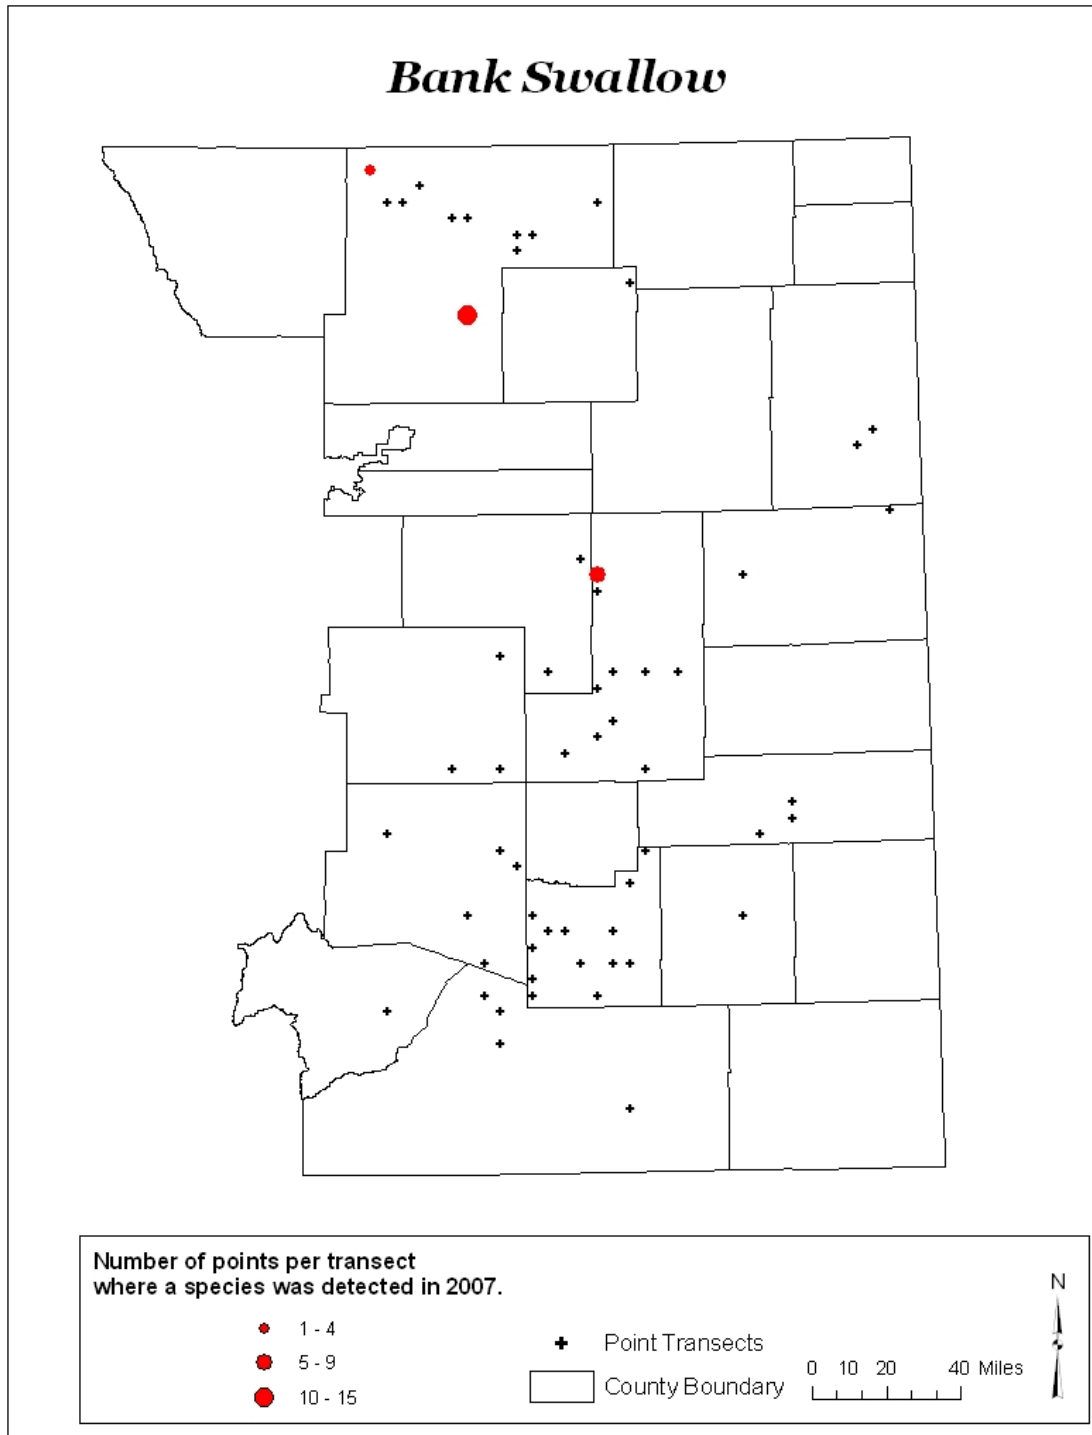 Bank Swallow
Number of points per transect
where a species was detected in 2007.
1 - 4
5 - 9
10 - 15
Point Transects
County Boundary
N
0 10 20 40 Miles